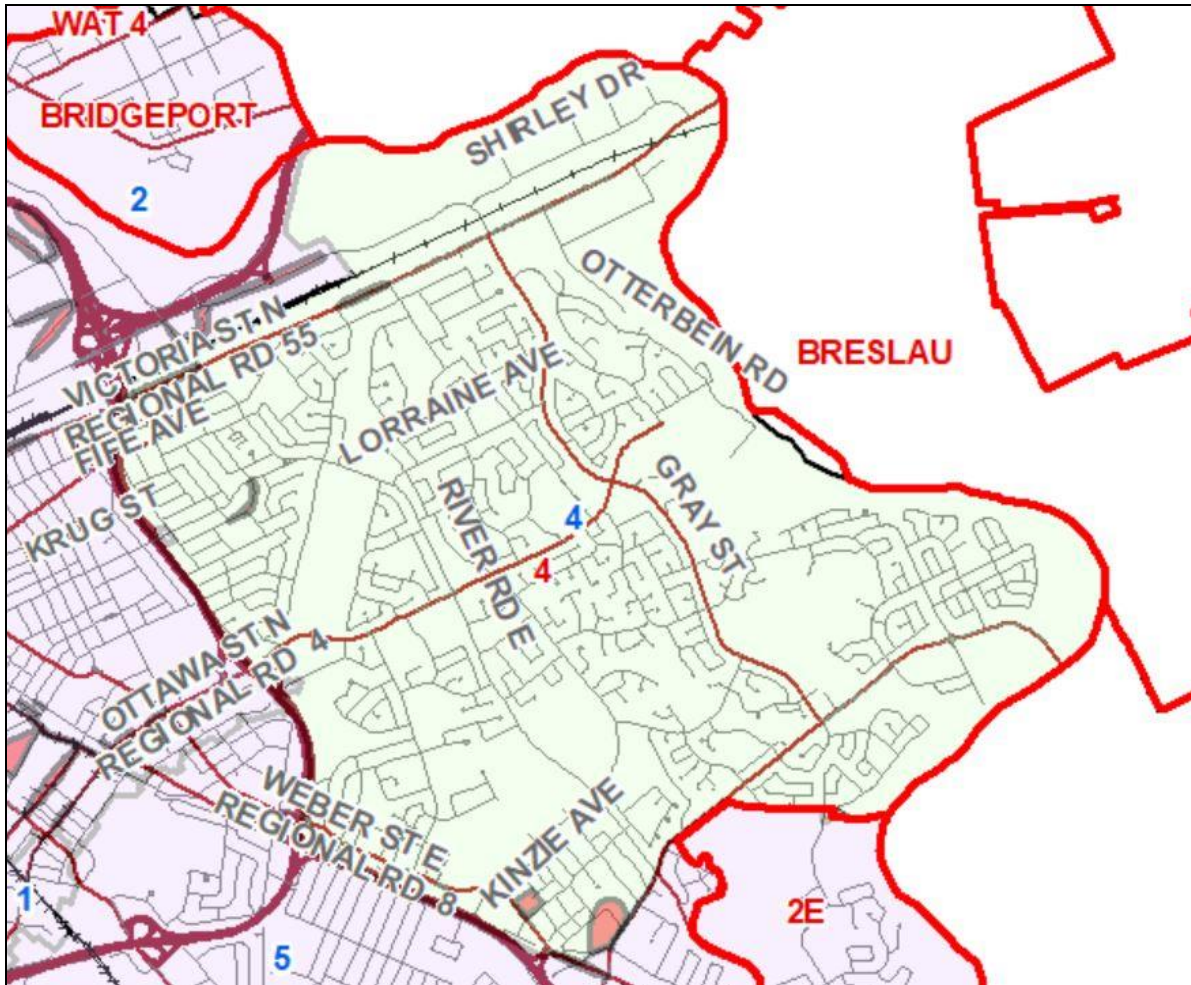 WAT 4
BRIDGEPORT
2
SHIRLEY DR
OTTERBEIN RD
BRESLAU
VICTORIA ST N
REGIONAL RD 55
FIFE AVE
LORRAINE AVE
KRUG ST
RIVER RD E
GRAY ST
4
4
OTTAWA ST N
REGIONAL RD 4
WEBER ST E
REGIONAL RD 8
KINZIE AVE
1
5
2E